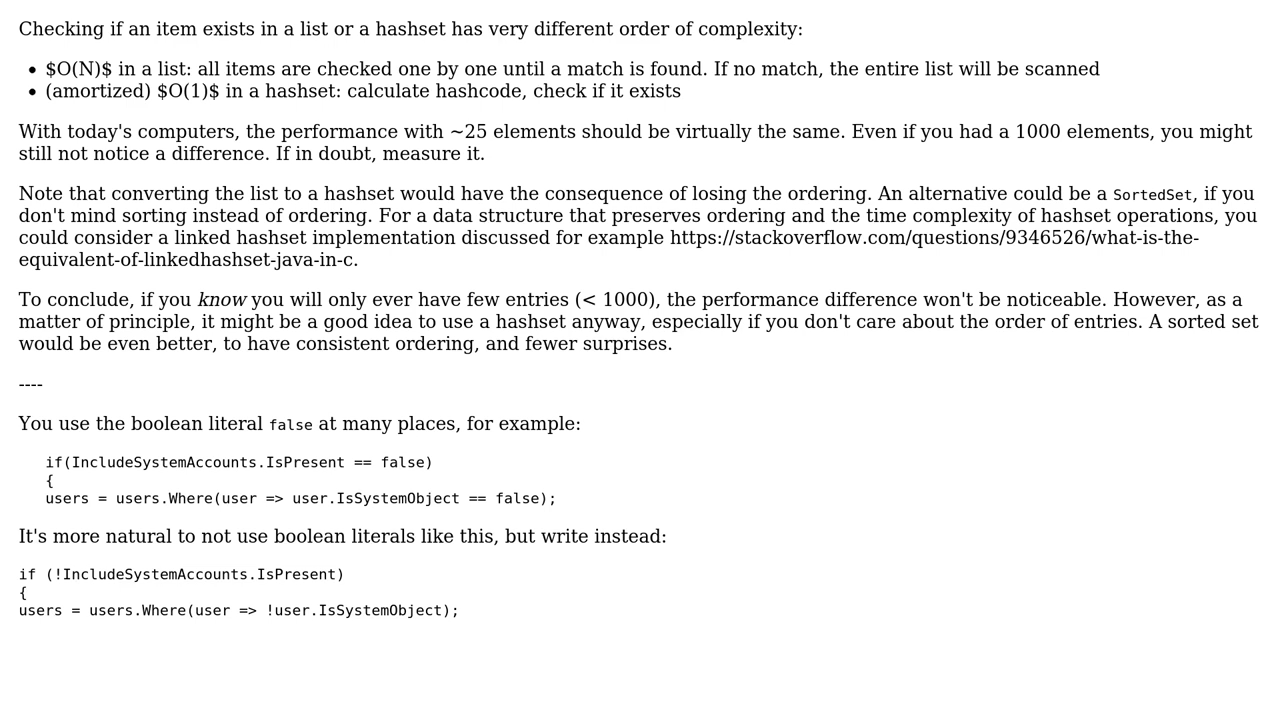 Checking if an item exists in a list or a hashset has very different order of complexity:
• $O(N)$ in a list: all items are checked one by one until a match is found. If no match, the entire list will be scanned
• (amortized) $O(1)$ in a hashset: calculate hashcode, check if it exists
With today's computers, the performance with ~25 elements should be virtually the same. Even if you had a 1000 elements, you might
still not notice a difference. If in doubt, measure it.
Note that converting the list to a hashset would have the consequence of losing the ordering. An alternative could be a SortedSet, if you
don't mind sorting instead of ordering. For a data structure that preserves ordering and the time complexity of hashset operations, you
could consider a linked hashset implementation discussed for example https://stackoverflow.com/questions/9346526/what-is-the-
equivalent-of-linkedhashset-java-in-c.
To conclude, if you know you will only ever have few entries (< 1000), the performance difference won't be noticeable. However, as a
matter of principle, it might be a good idea to use a hashset anyway, especially if you don't care about the order of entries. A sorted set
would be even better, to have consistent ordering, and fewer surprises.
----
You use the boolean literal false at many places, for example:
if(IncludeSystemAccounts.IsPresent == false)
{
users = users.Where(user => user.IsSystemObject == false);
It's more natural to not use boolean literals like this, but write instead:
if (!IncludeSystemAccounts.IsPresent)
{
users = users.Where(user => !user.IsSystemObject);